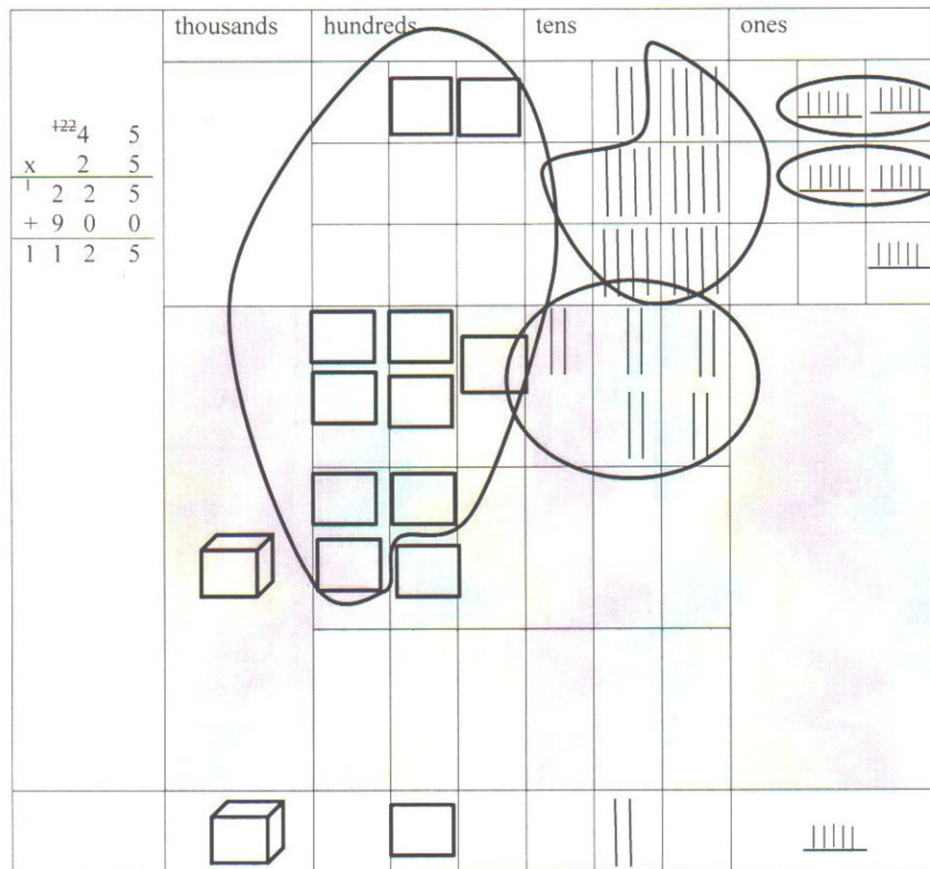 thousands hundreds tens ones
122 4 5
x 2 5
1 2 2 5
+ 9 0 0
1 1 2 5